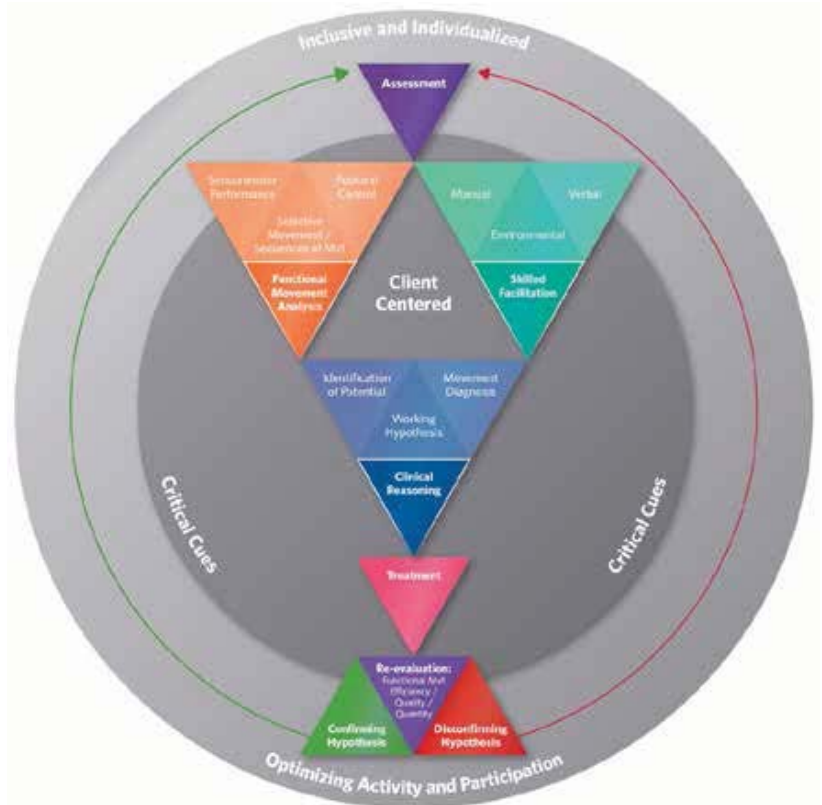 Inclusive and Individualized
Assessment
Sensorimotor
Performance
Postural
Control
Selective
Movement /
Sequences of Mvt
Functional
Movement
Analysis
Manual
Verbal
Environmental
Skilled
Facilitation
Client
Centered
Identification
of Potential
Movement
Diagnosis
Working
Hypothesis
Clinical
Reasoning
Critical Cues
Critical Cues
Treatment
Re-evaluation:
Functional Mvt
Efficiency /
Quality /
Quantity
Confirming
Hypothesis
Disconfirming
Hypothesis
Optimizing Activity and Participation